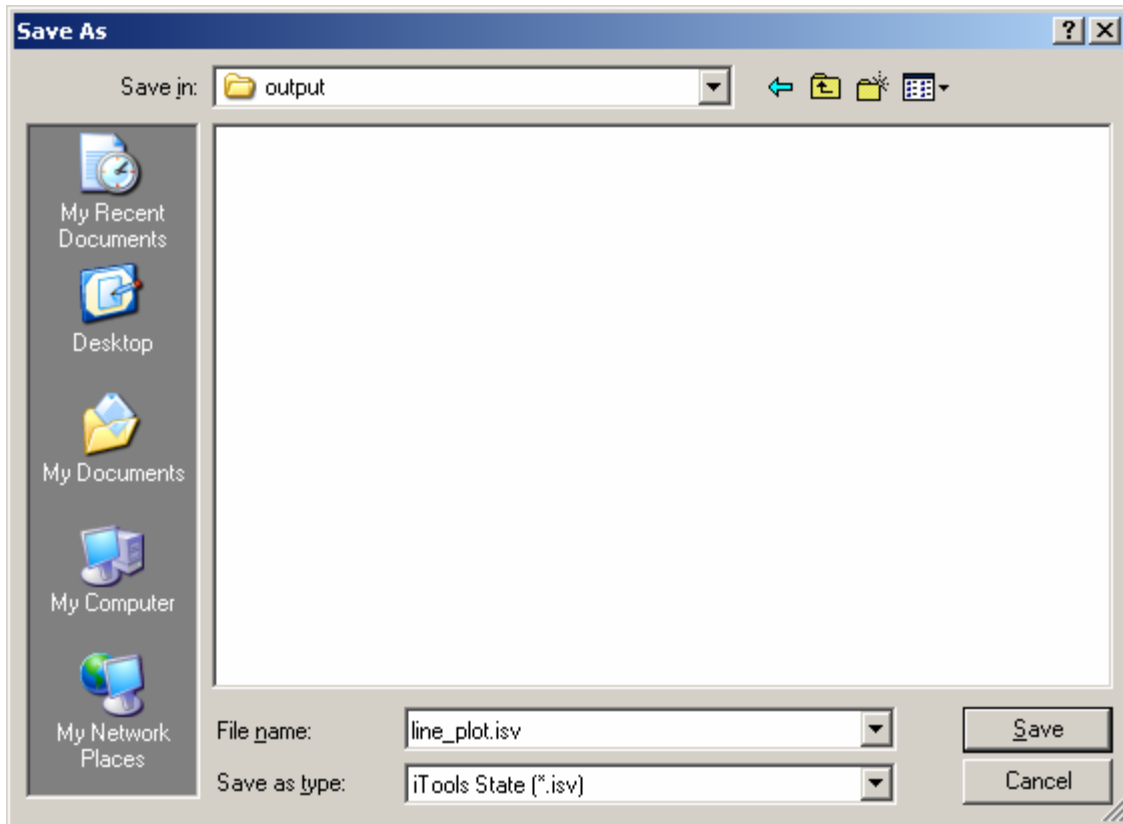 Save As
Save in:
output
My Recent
Documents
Desktop
My Documents
My Computer
My Network
Places
File name:
line_plot.isv
Save
Save as type:
iTools State (*.isv)
Cancel